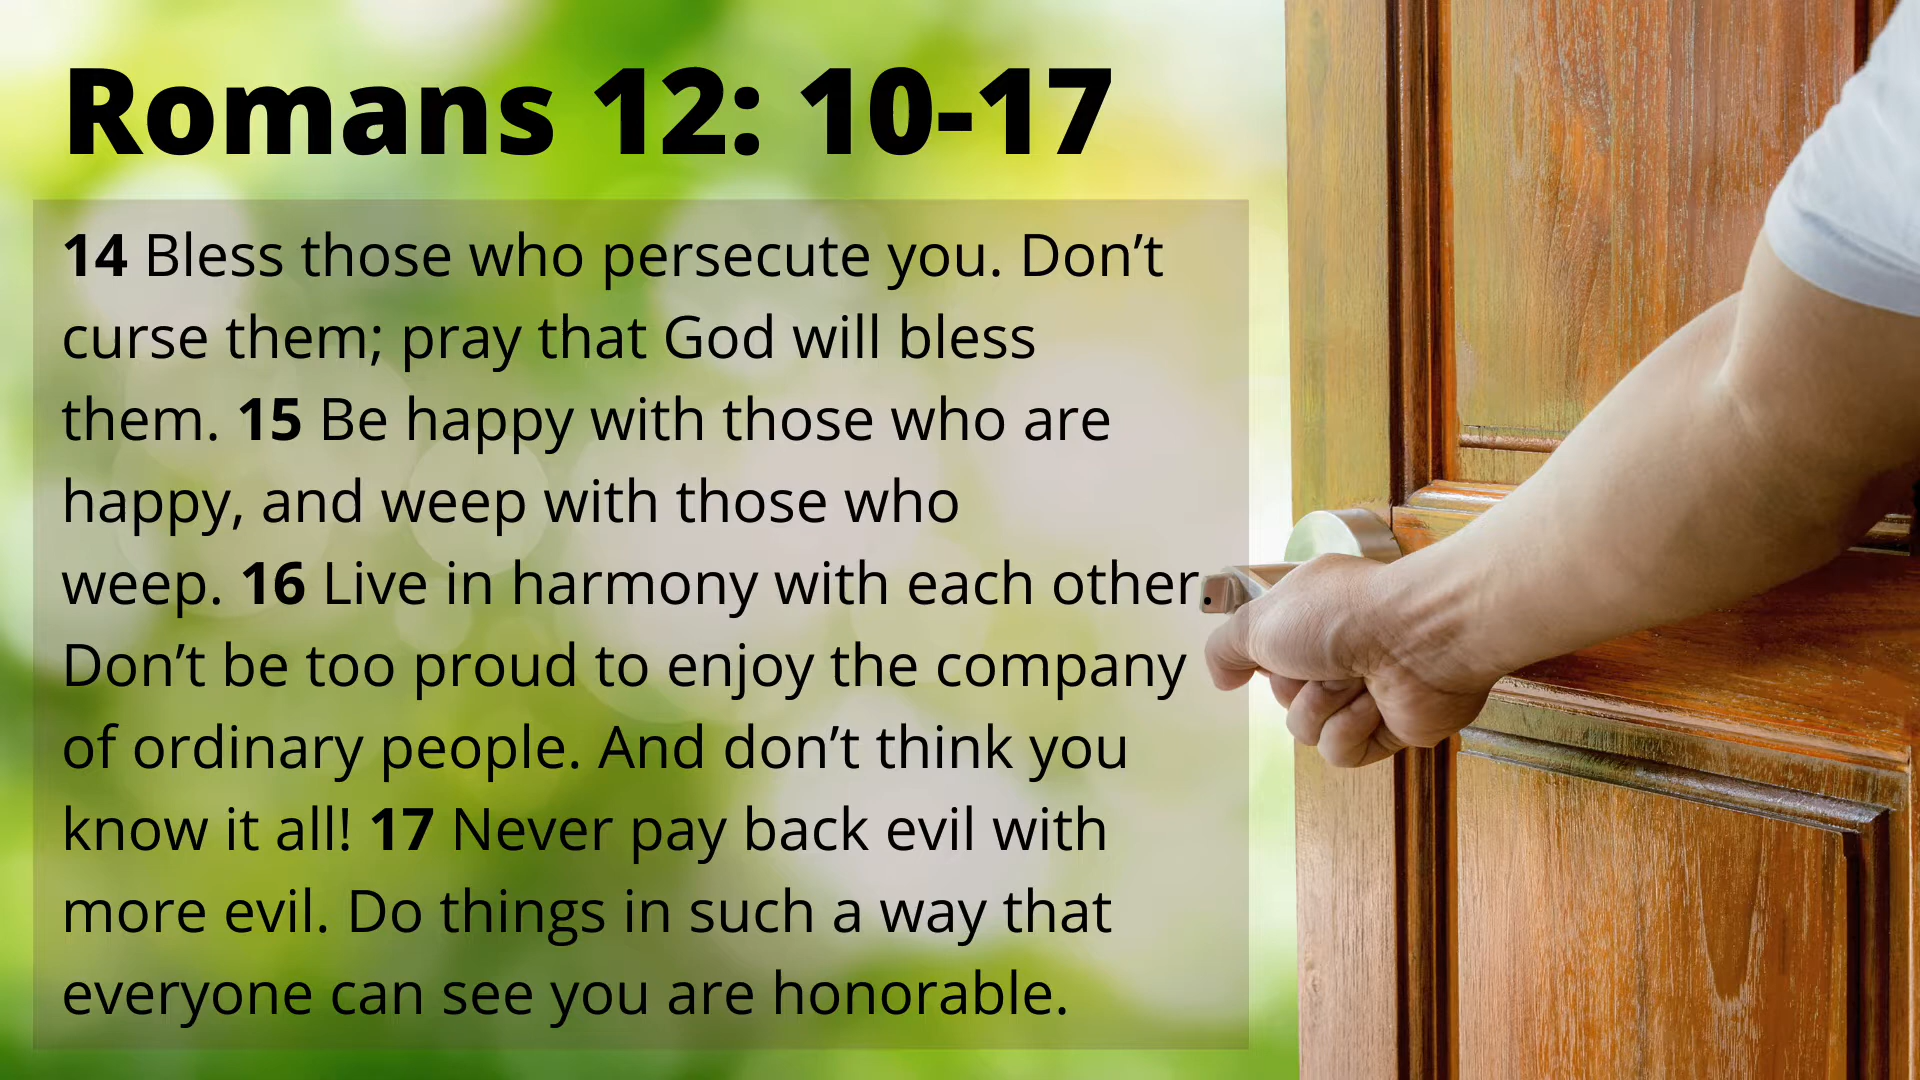 Romans 12: 10-17
14 Bless those who persecute you. Don’t
curse them; pray that God will bless
them. 15 Be happy with those who are
happy, and weep with those who
weep. 16 Live in harmony with each other.
Don’t be too proud to enjoy the company
of ordinary people. And don’t think you
know it all! 17 Never pay back evil with
more evil. Do things in such a way that
everyone can see you are honorable.